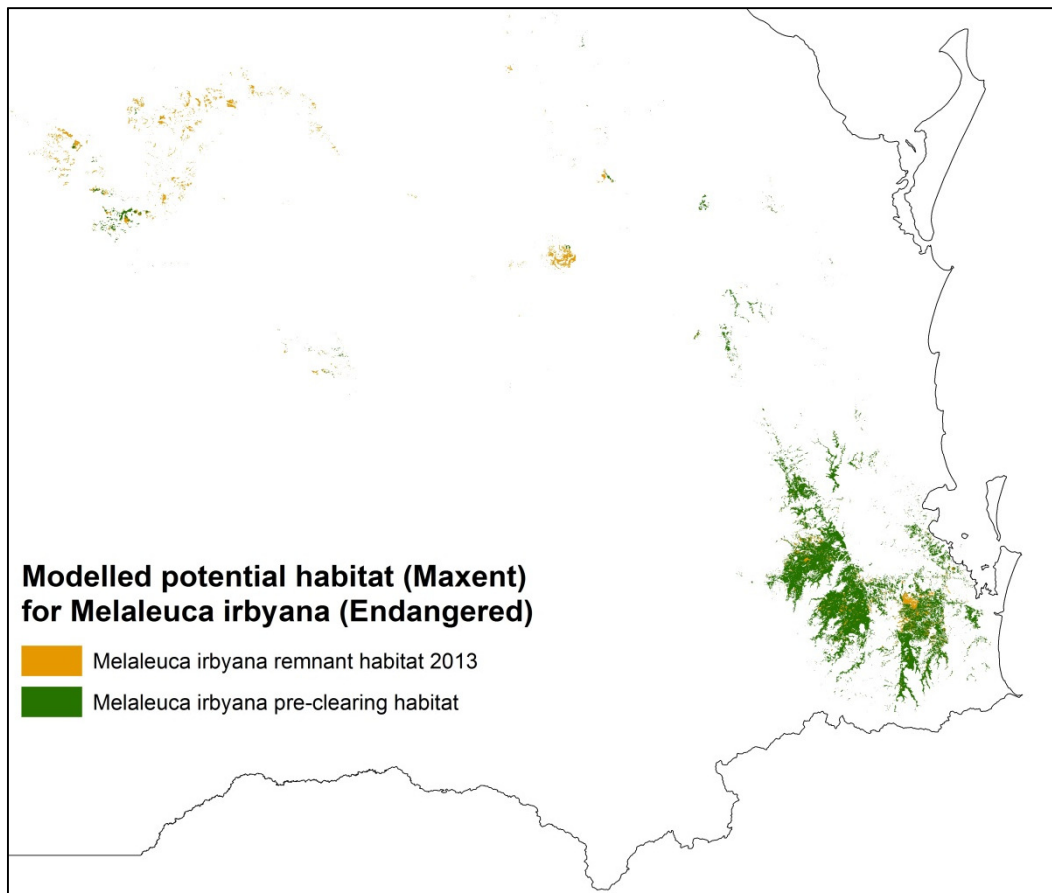 Modelled potential habitat (Maxent)
for Melaleuca irbyana (Endangered)
Melaleuca irbyana remnant habitat 2013
Melaleuca irbyana pre-clearing habitat